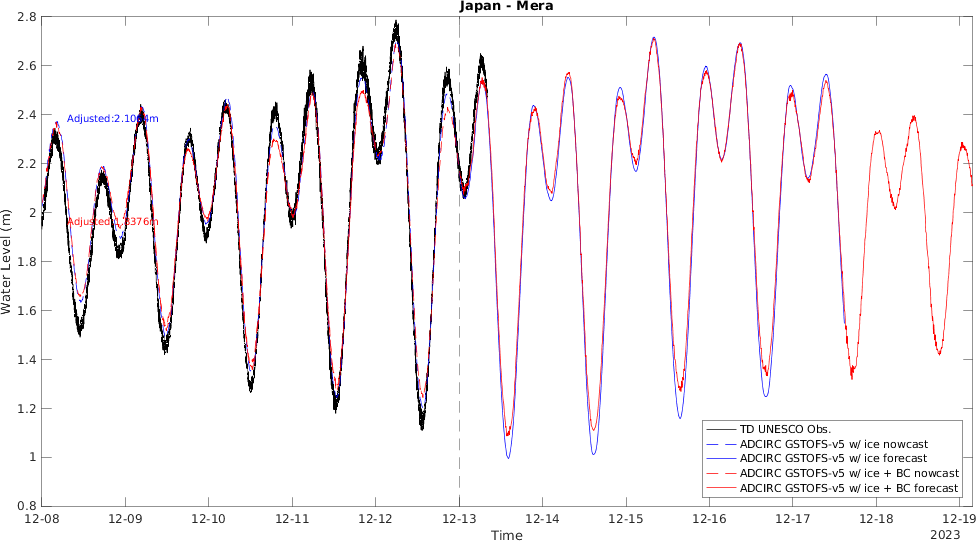 Japan - Mera
2.8
2.6
2.4
2.2
2
1.8
1.6
1.4
1.2
1
0.8
Water Level (m)
Adjusted:
Adjusted:
TD UNESCO Obs.
ADCIRC GSTOFS-v5 w/ ice nowcast
ADCIRC GSTOFS-v5 w/ ice forecast
ADCIRC GSTOFS-v5 w/ ice + BC nowcast
ADCIRC GSTOFS-v5 w/ ice + BC forecast
12-08 12-09 12-10 12-11 12-12 12-13 12-14 12-15 12-16 12-17 12-18 12-19
Time
2023